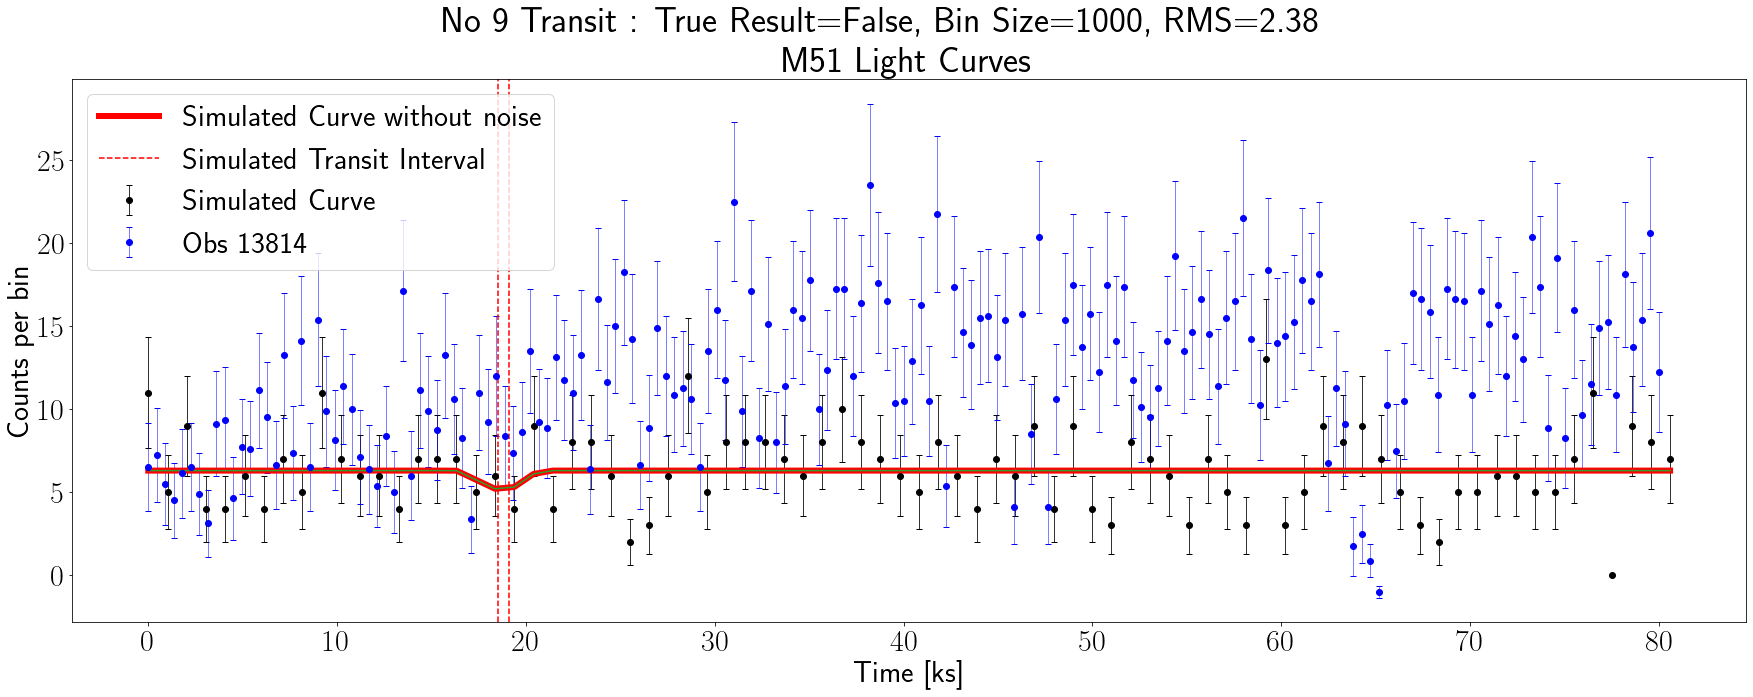 No 9 Transit : True Result=False, Bin Size=1000, RMS=2.38
M51 Light Curves
Simulated Curve without noise
Simulated Transit Interval
Simulated Curve
Obs 13814
Counts per bin
25
20
15
10
5
0
0 10 20 30 40 50 60 70 80
Time [ks]